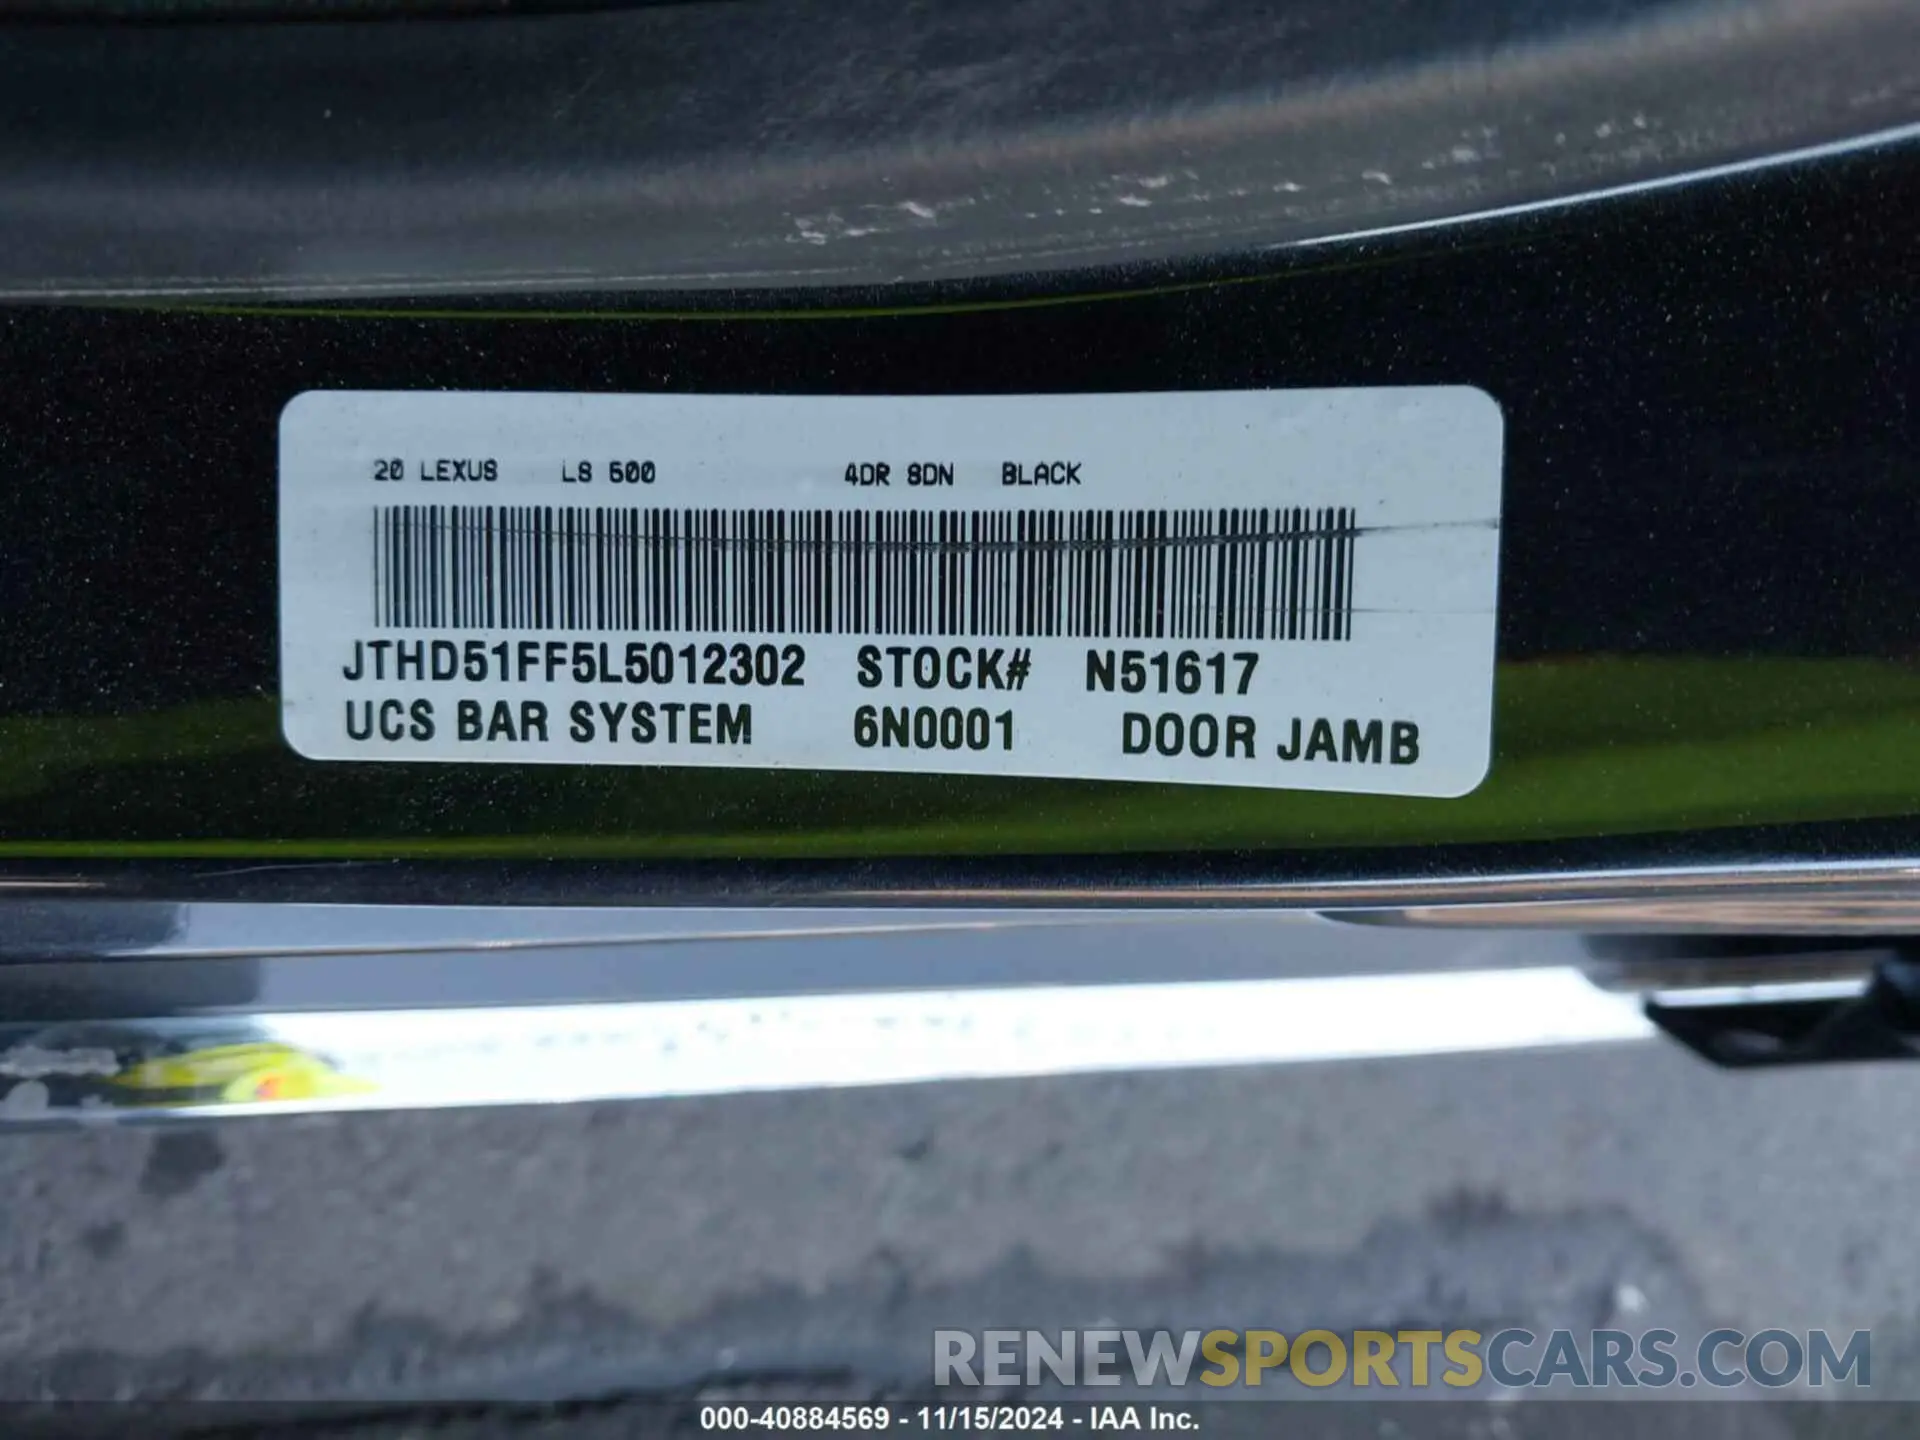 20 LEXUS LS 500 4DR SDN BLACK
JTHD51FF5L5012302 STOCK# N51617
UCS BAR SYSTEM 6N0001 DOOR JAMB
RENEWSPORTSCARS.COM
000-40884569 - 11/15/2024 - IAA Inc.